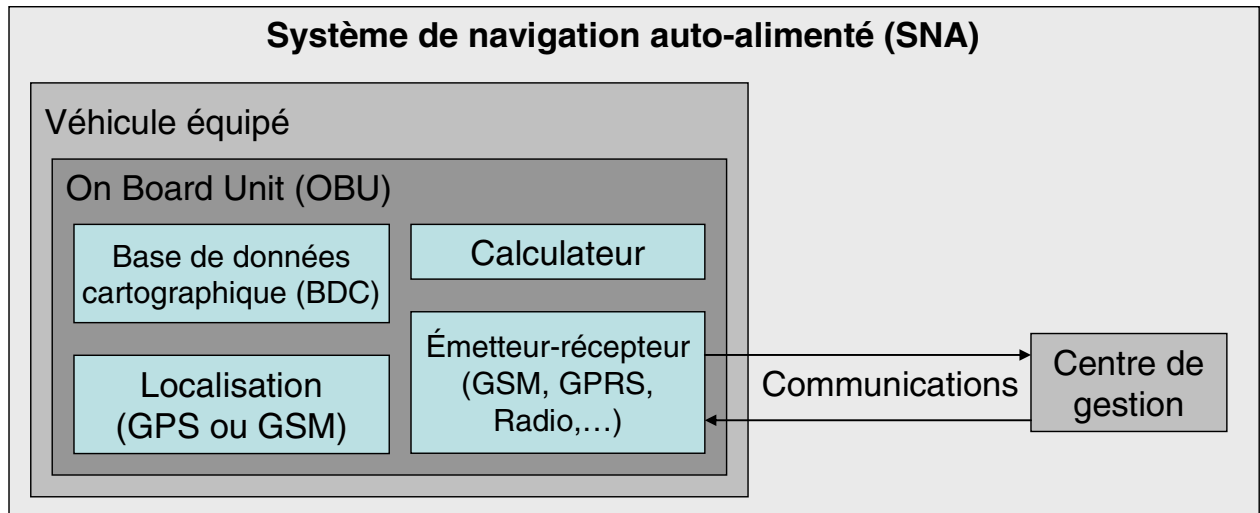 Système de navigation auto-alimenté (SNA)
Véhicule équipé
On Board Unit (OBU)
Base de données
cartographique (BDC)
Calculateur
Localisation
(GPS ou GSM)
Émetteur-récepteur
(GSM, GPRS,
Radio,…)
Communications
Centre de
gestion